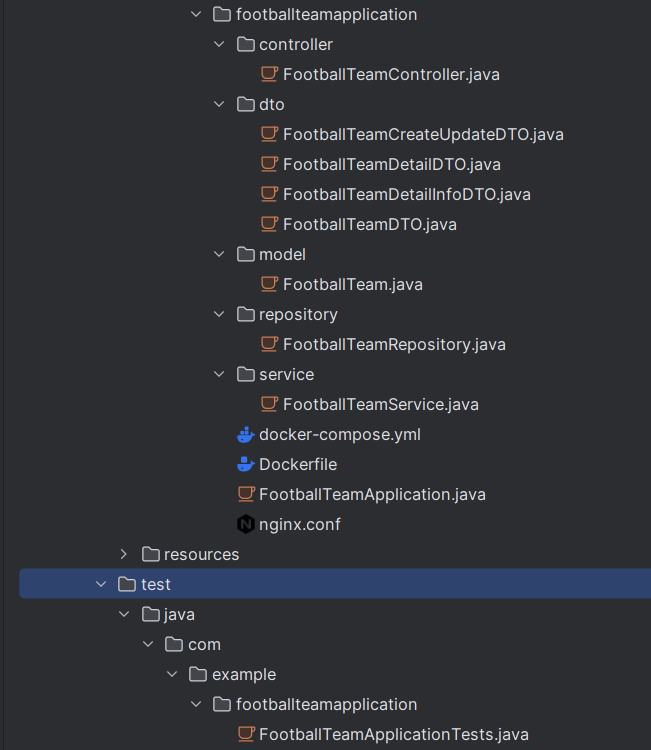 footballteamapplication
controller
FootballTeamController.java
dto
FootballTeamCreateUpdateDTO.java
FootballTeamDetailDTO.java
FootballTeamDetailInfoDTO.java
FootballTeamDTO.java
model
FootballTeam.java
repository
FootballTeamRepository.java
service
FootballTeamService.java
docker-compose.yml
Dockerfile
FootballTeamApplication.java
nginx.conf
resources
test
java
com
example
footballteamapplication
FootballTeamApplicationTests.java